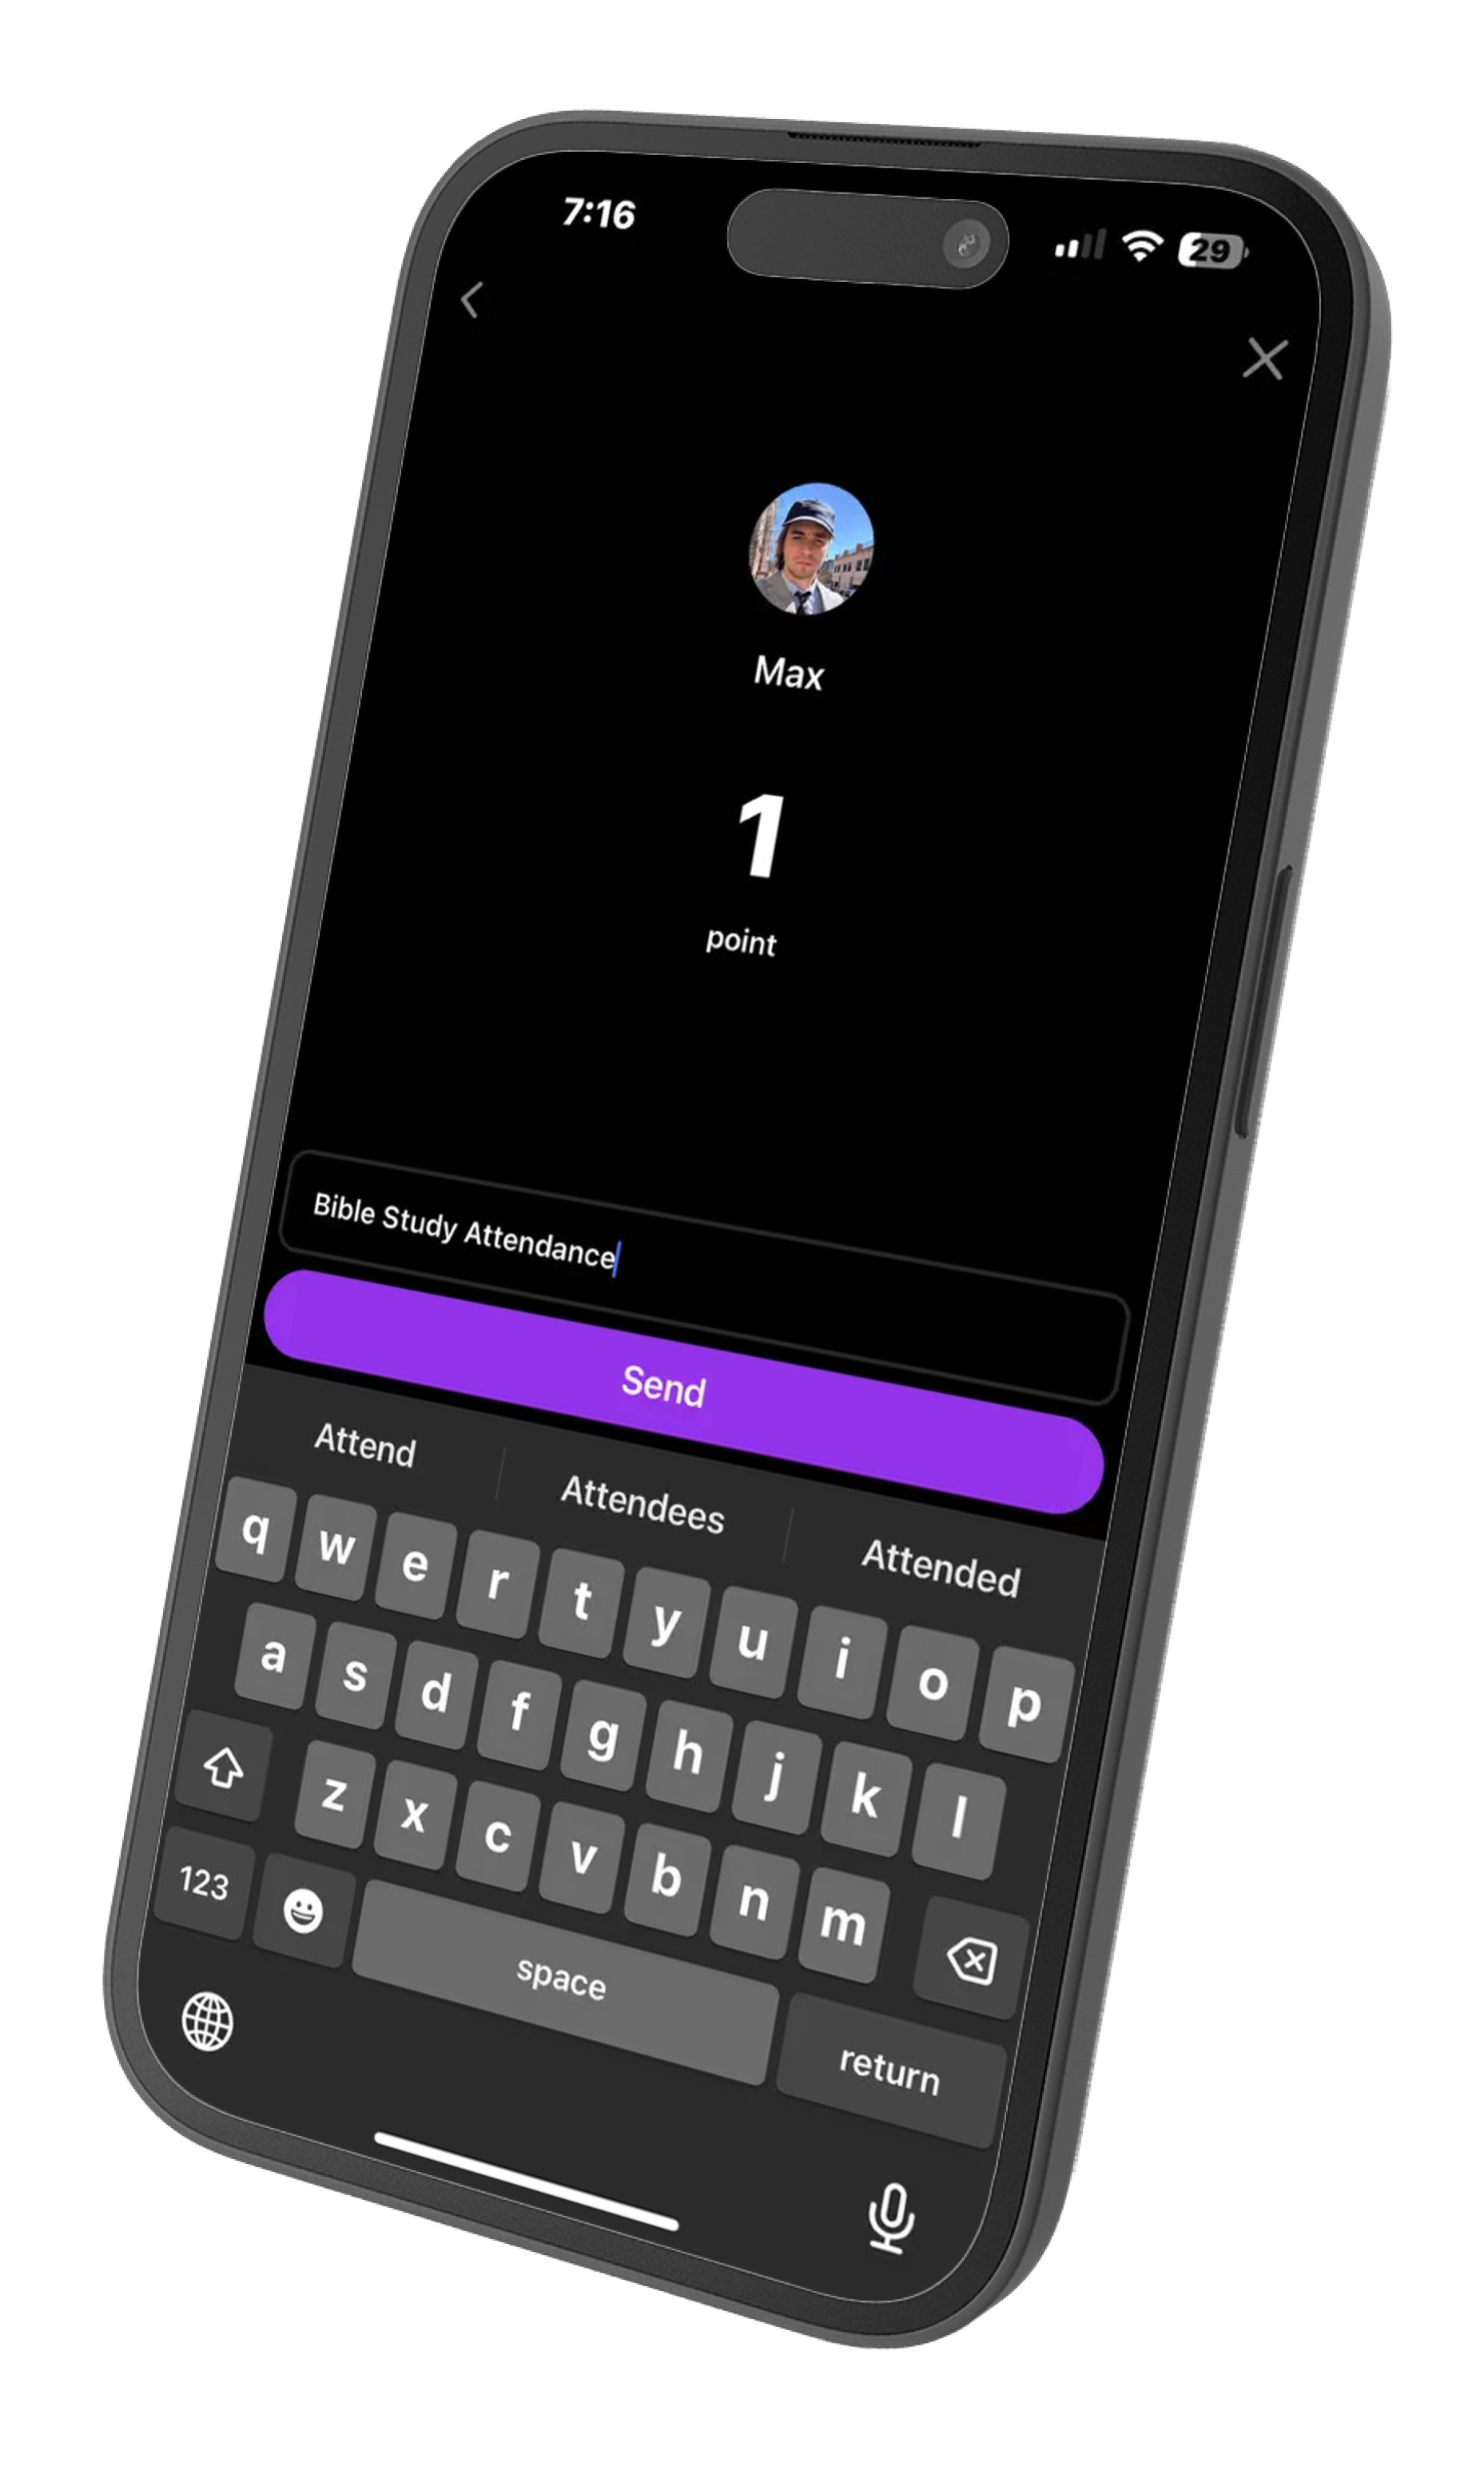 7:16
29
Max
1
point
Bible Study Attendance
Send
Attend Attendees Attended
q w e r t y u i o p
a s d f g h j k l
z x c v b n m
123 space return